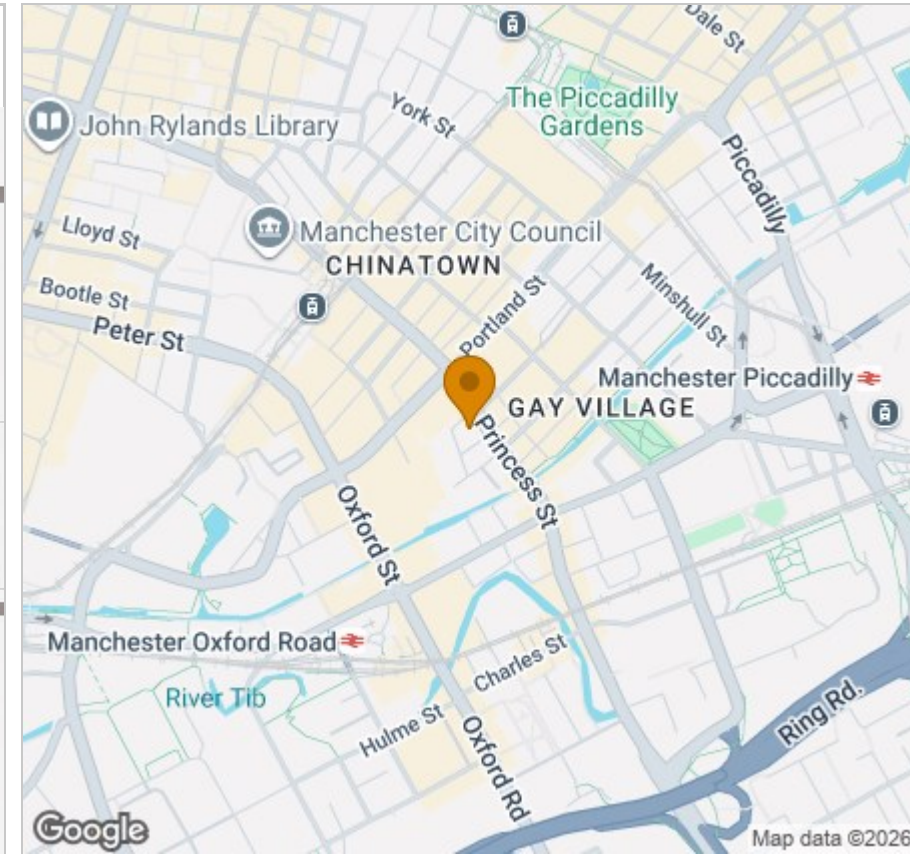 Dale St
The Piccadilly
Gardens
York St
John Rylands Library
Piccadilly
Lloyd St
Manchester City Council
CHINATOWN
Minshull St
Bootle St
Peter St
Portland St
Manchester Piccadilly
GAY VILLAGE
Princess St
Oxford St
Manchester Oxford Road
Charles St
River Tib
Hulme St
Oxford Rd
Ring Rd.
Google
Map data ©2026